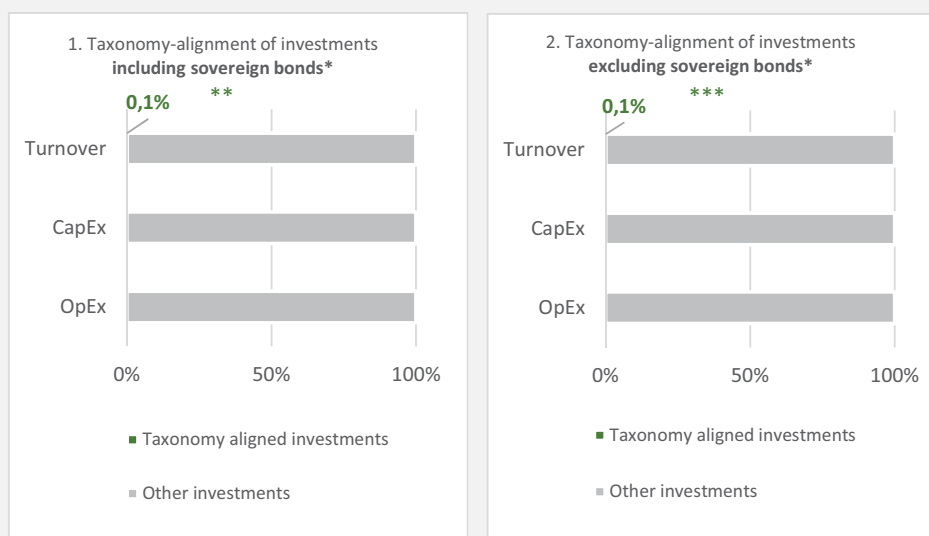 1. Taxonomy-alignment of investments
including sovereign bonds*
0,1% **
Turnover
CapEx
OpEx
0% 50% 100%
Taxonomy aligned investments
Other investments
2. Taxonomy-alignment of investments
excluding sovereign bonds*
0,1% ***
Turnover
CapEx
OpEx
0% 50% 100%
Taxonomy aligned investments
Other investments